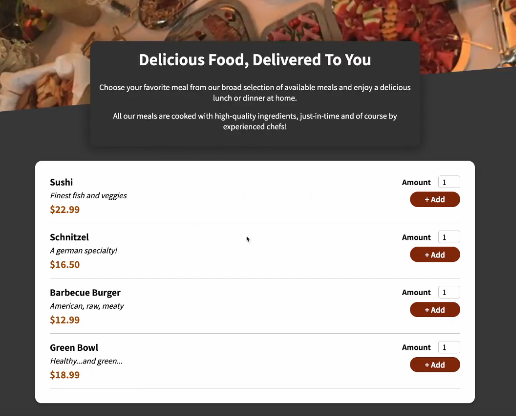 Delicious Food, Delivered To You
Choose your favorite meal from our broad selection of available meals and enjoy a delicious
lunch or dinner at home.
All our meals are cooked with high-quality ingredients, just-in-time and of course by
experienced chefs!
Sushi
Finest fish and veggies
$22.99
Amount 1
+ Add
Schnitzel
A german specialty!
$16.50
Amount 1
+ Add
Barbecue Burger
American, raw, meaty
$12.99
Amount 1
+ Add
Green Bowl
Healthy...and green...
$18.99
Amount 1
+ Add